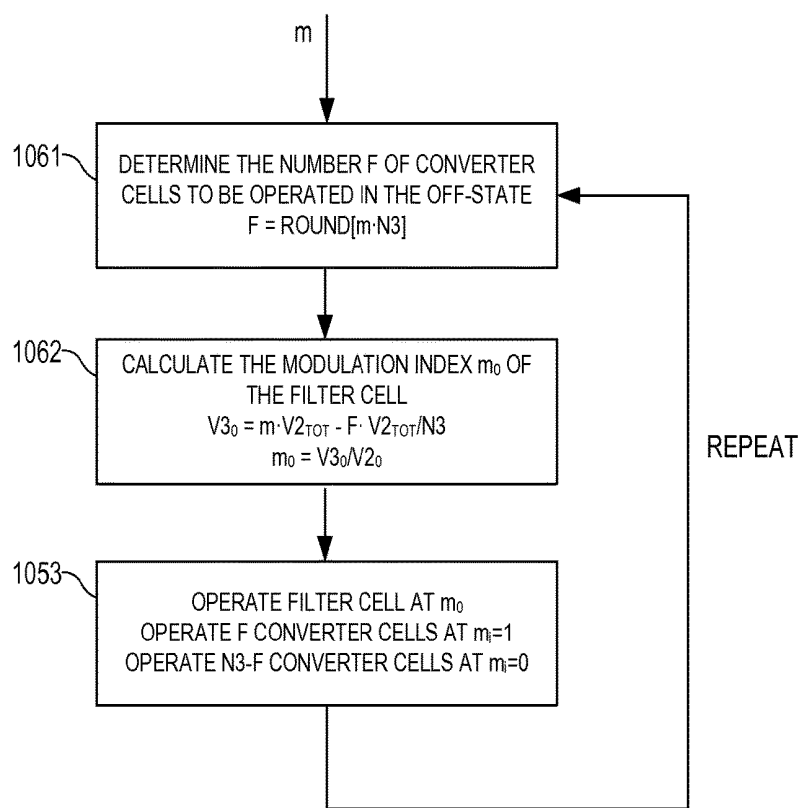 m
1061
DETERMINE THE NUMBER F OF CONVERTER
CELLS TO BE OPERATED IN THE OFF-STATE
F = ROUND[m·N3]
1062
CALCULATE THE MODULATION INDEX m₀ OF
THE FILTER CELL
V3₀ = m·V2TOT - F· V2TOT/N3
m₀ = V3₀/V2₀
REPEAT
1053
OPERATE FILTER CELL AT m₀
OPERATE F CONVERTER CELLS AT mᵢ=1
OPERATE N3-F CONVERTER CELLS AT mᵢ=0